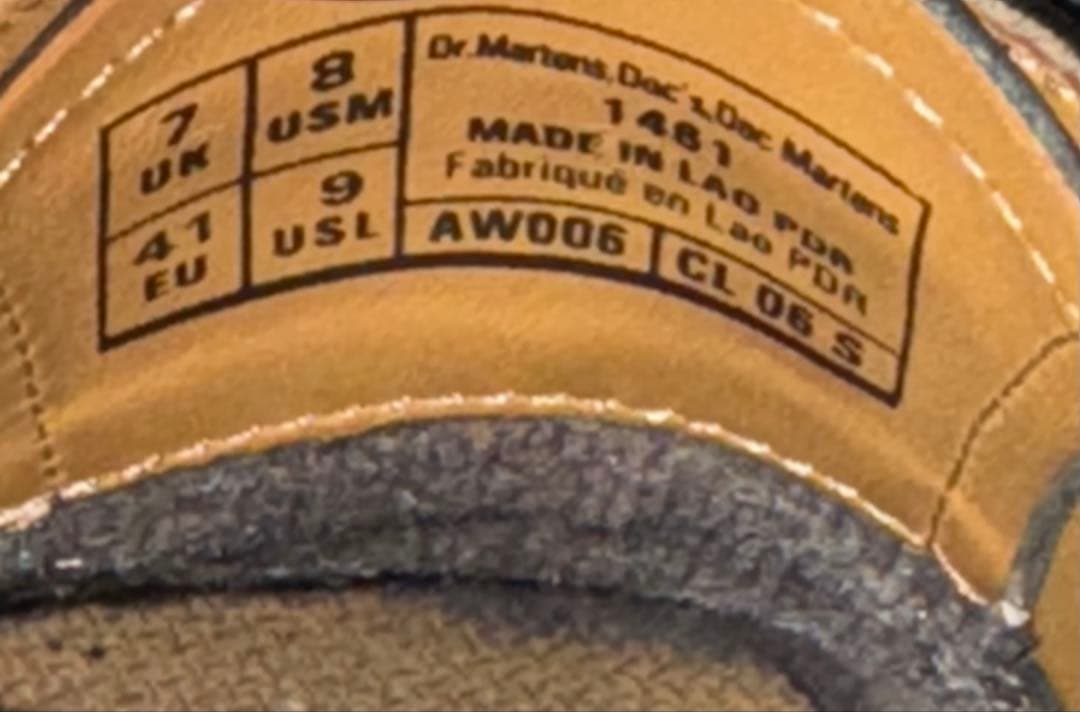 7
UK
8
USM
41
EU
9
USL
Dr.Martens,Doc's,Doc Martens
1461
MADE IN LAO PDR
Fabriqué en Lao PDR
AW006
CL 06 S